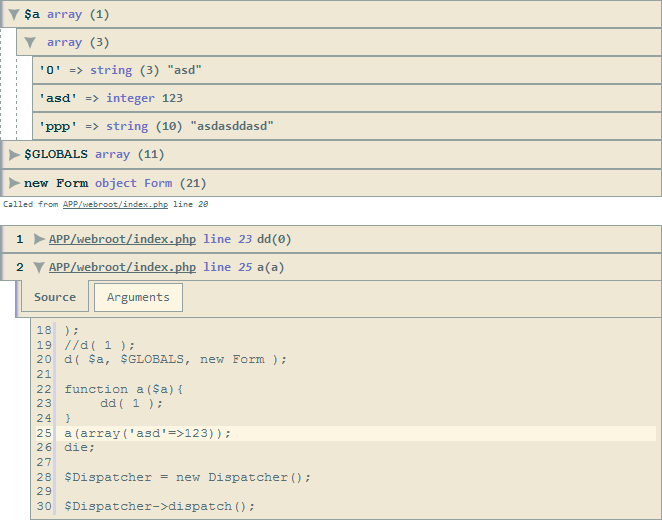 $a array (1)
array (3)
'0' => string (3) "asd"
'asd' => integer 123
'ppp' => string (10) "asdasddasd"
$GLOBALS array (11)
new Form object Form (21)
Called from APP/webroot/index.php line 20
1 APP/webroot/index.php line 23 dd(0)
2 APP/webroot/index.php line 25 a(a)
Source Arguments
18 );
19 //d( 1 );
20 d( $a, $GLOBALS, new Form );
21
22 function a($a){
23 dd( 1 );
24 }
25 a(array('asd'=>123));
26 die;
27
28 $Dispatcher = new Dispatcher();
29
30 $Dispatcher->dispatch();